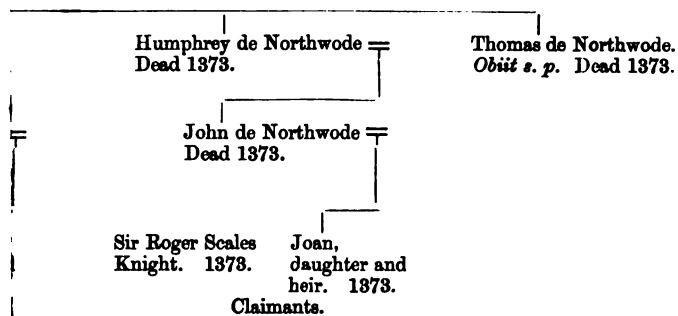 Humphrey de Northwode
Dead 1373.
Thomas de Northwode.
Obiit s. p. Dead 1373.
John de Northwode
Dead 1373.
Sir Roger Scales
Knight. 1373.
Joan,
daughter and
heir. 1373.
Claimants.